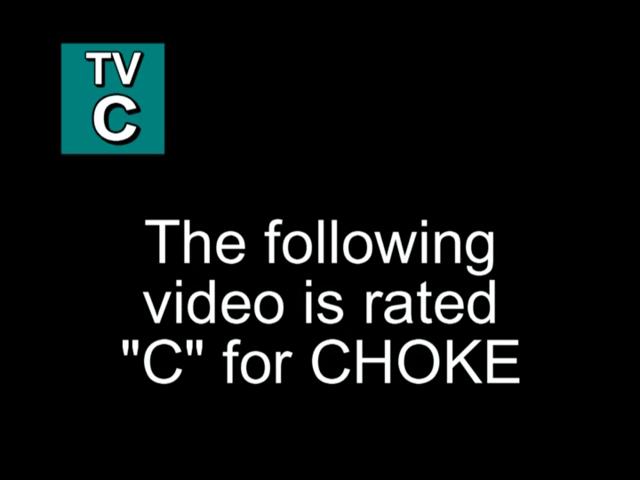 TV
C
The following
video is rated
"C" for CHOKE